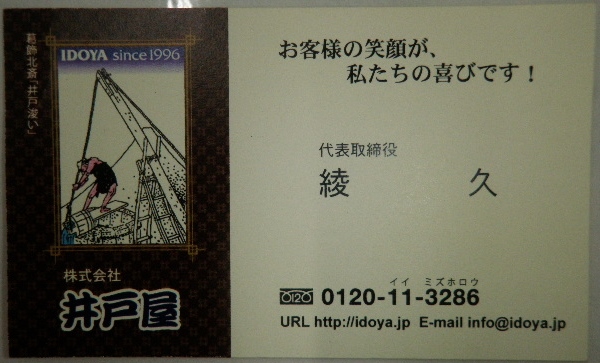 IDOYA since 1996
葛飾北斎「井戸浚い」
株式会社
井戸屋
お客様の笑顔が、
私たちの喜びです！
代表取締役
綾 久
イイ ミズホロウ
0120 0120-11-3286
URL http://idoya.jp E-mail info@idoya.jp